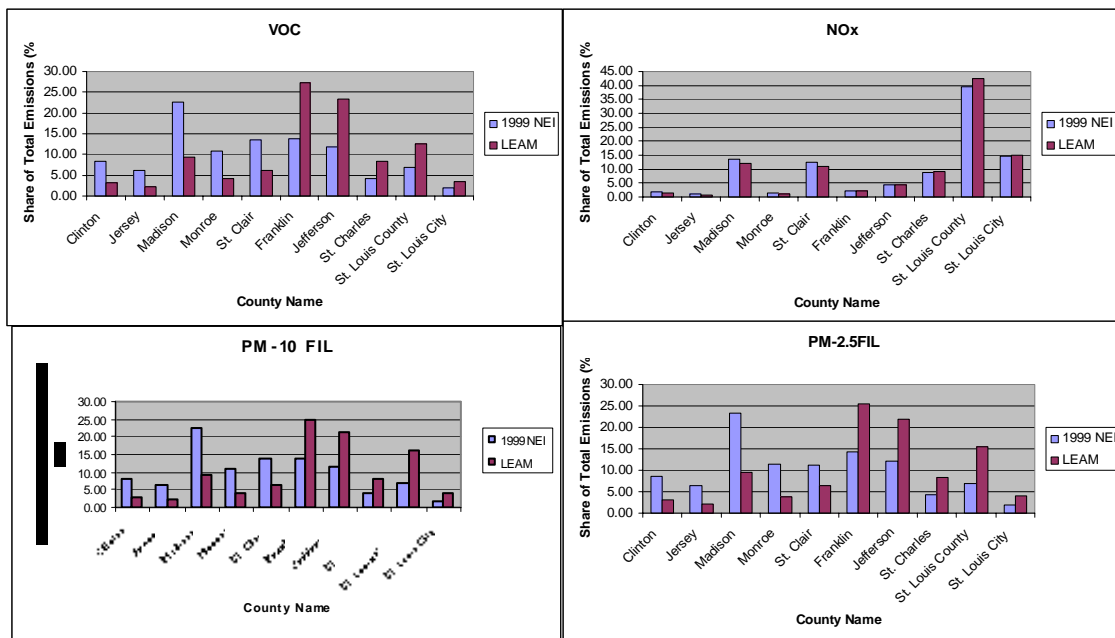 VOC
Share of Total Emissions (%
30.00
25.00
20.00
15.00
10.00
5.00
0.00
Clinton
Jersey
Madison
Monroe
St. Clair
Franklin
Jefferson
St. Charles
St. Louis County
St. Louis City
County Name
1999 NEI
LEAM
NOx
Share of Total Emissions (%
45.00
40.00
35.00
30.00
25.00
20.00
15.00
10.00
5.00
0.00
Clinton
Jersey
Madison
Monroe
St. Clair
Franklin
Jefferson
St. Charles
St. Louis County
St. Louis City
County Name
1999 NEI
LEAM
PM-10 FIL
30.00
25.00
20.00
15.00
10.00
5.00
0.00
County Name
1999 NEI
LEAM
PM-2.5FIL
Share of Total Emissions (%
30.00
25.00
20.00
15.00
10.00
5.00
0.00
Clinton
Jersey
Madison
Monroe
St. Clair
Franklin
Jefferson
St. Charles
St. Louis County
St. Louis City
County Name
1999 NEI
LEAM